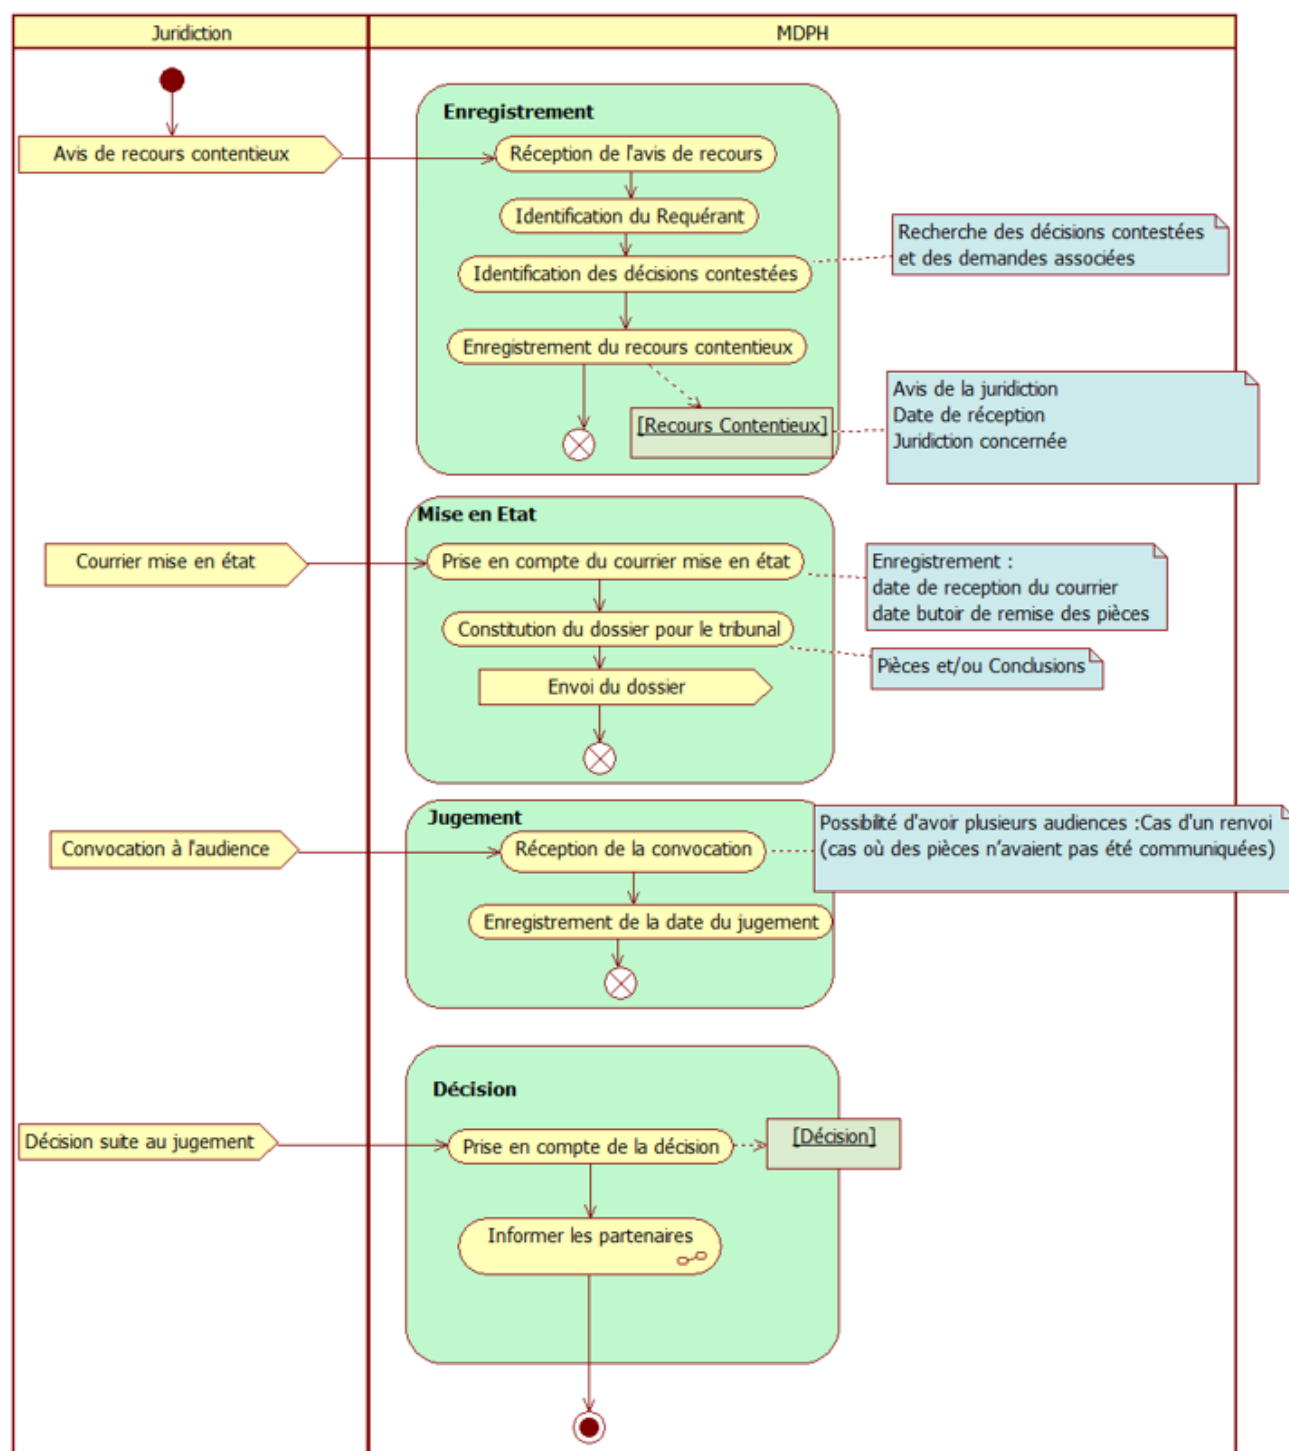 Juridiction
MDPH
Enregistrement
Avis de recours contentieux
Réception de l'avis de recours
Identification du Requérant
Recherche des décisions contestées
et des demandes associées
Identification des décisions contestées
Enregistrement du recours contentieux
[Recours Contentieux]
Avis de la juridiction
Date de réception
Juridiction concernée
Mise en Etat
Courrier mise en état
Prise en compte du courrier mise en état
Enregistrement :
date de reception du courrier
date butoir de remise des pièces
Constitution du dossier pour le tribunal
Pièces et/ou Conclusions
Envoi du dossier
Jugement
Convocation à l'audience
Réception de la convocation
Possibilité d'avoir plusieurs audiences :Cas d'un renvoi
(cas où des pièces n’avaient pas été communiquées)
Enregistrement de la date du jugement
Décision
Décision suite au jugement
Prise en compte de la décision
[Décision]
Informer les partenaires